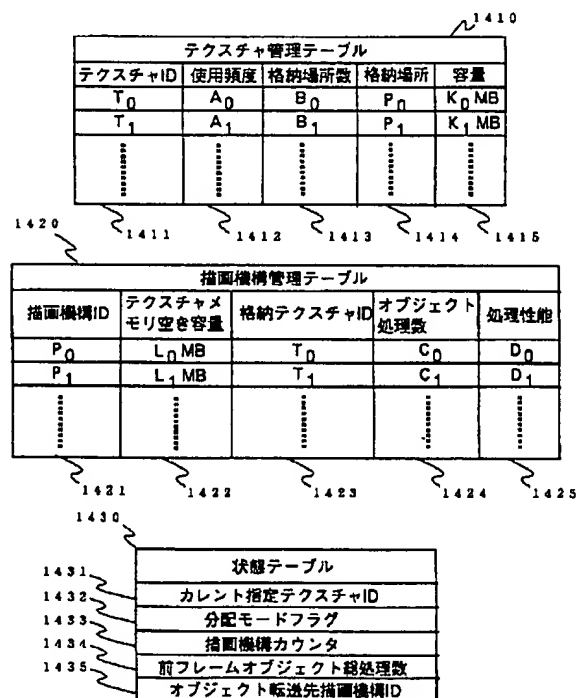 1410
テクスチャ管理テーブル
テクスチャID 使用頻度 格納場所数 格納場所 容量
T0 A0 B0 P0 K0 MB
T1 A1 B1 P1 K1 MB
1411 1412 1413 1414 1415
1420
描画機構管理テーブル
描画機構ID テクスチャメモリ空き容量 格納テクスチャID オブジェクト処理数 処理性能
P0 L0 MB T0 C0 D0
P1 L1 MB T1 C1 D1
1421 1422 1423 1424 1425
1430
状態テーブル
1431 カレント指定テクスチャID
1432 分配モードフラグ
1433 描画機構カウンタ
1434 前フレームオブジェクト総処理数
1435 オブジェクト転送先描画機構ID